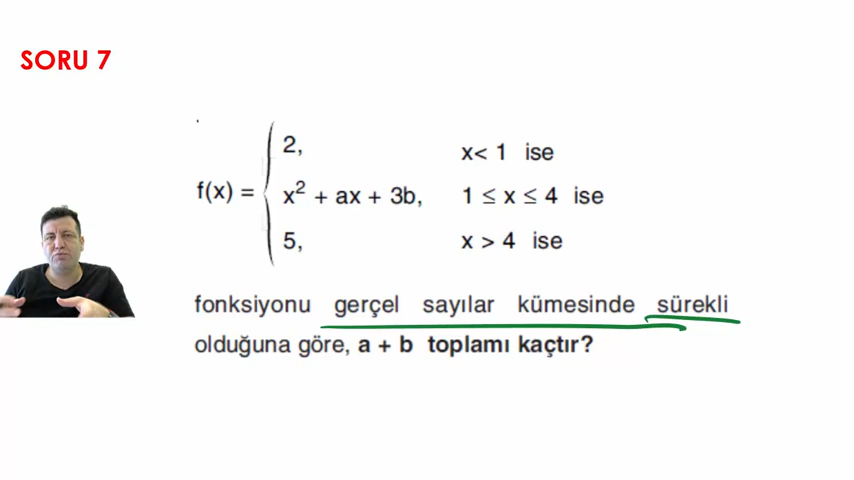 SORU 7
2, x< 1 ise
f(x) = x² + ax + 3b, 1 ≤ x ≤ 4 ise
5, x > 4 ise
fonksiyonu gerçel sayılar kümesinde sürekli
olduğuna göre, a + b toplamı kaçtır?